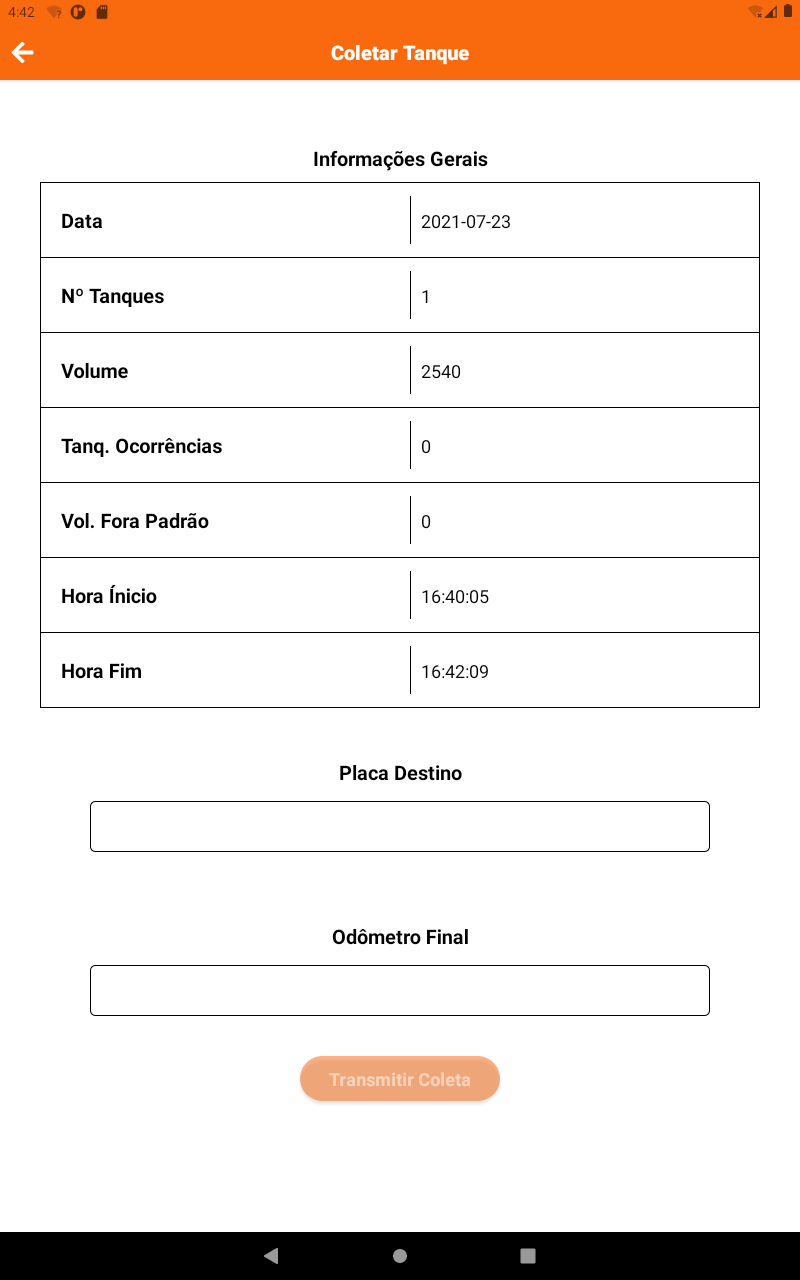 4:42
Coletar Tanque
Informações Gerais
Data 2021-07-23
Nº Tanques 1
Volume 2540
Tanq. Ocorrências 0
Vol. Fora Padrão 0
Hora Ínicio 16:40:05
Hora Fim 16:42:09
Placa Destino
Odômetro Final
Transmitir Coleta